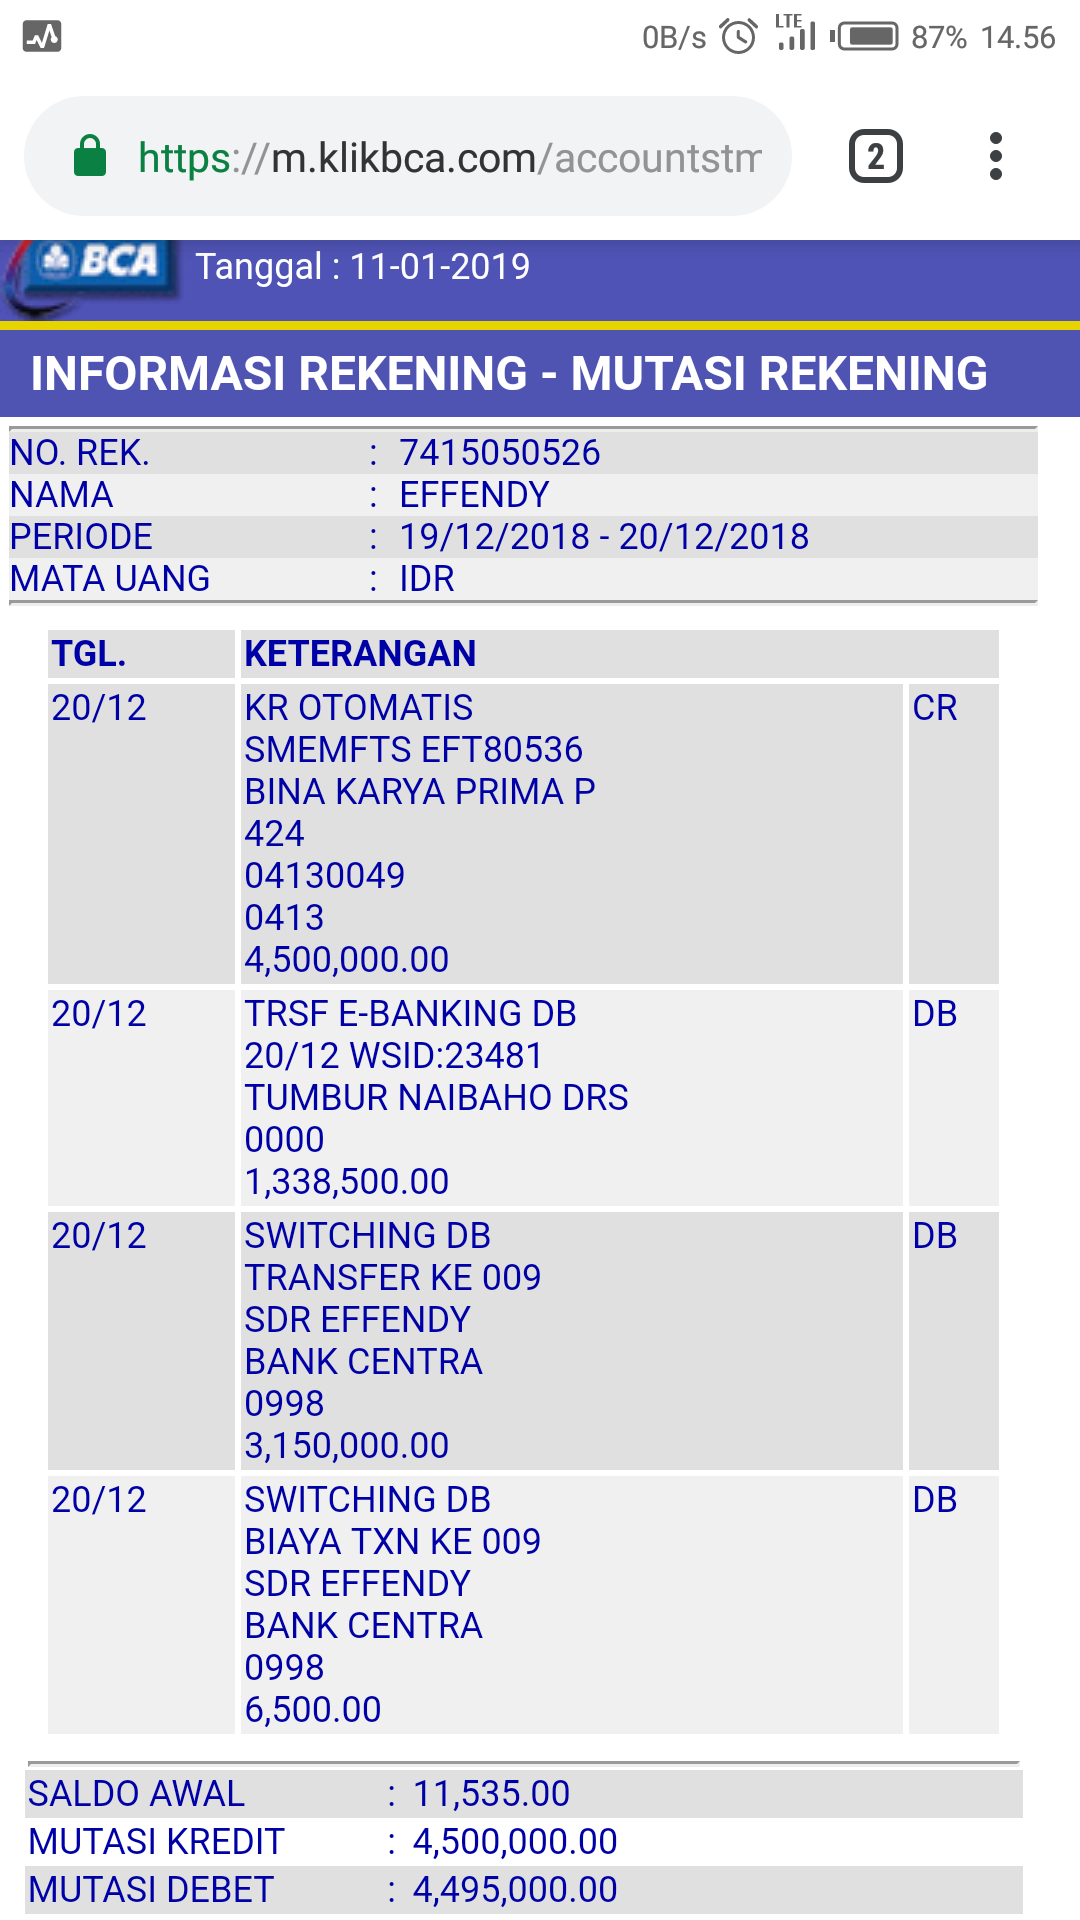 0B/s LTE 87% 14.56
https://m.klikbca.com/accountstm 2
BCA Tanggal : 11-01-2019
INFORMASI REKENING - MUTASI REKENING
NO. REK. : 7415050526
NAMA : EFFENDY
PERIODE : 19/12/2018 - 20/12/2018
MATA UANG : IDR
TGL. KETERANGAN
20/12 KR OTOMATIS CR
SMEMFTS EFT80536
BINA KARYA PRIMA P
424
04130049
0413
4,500,000.00
20/12 TRSF E-BANKING DB DB
20/12 WSID:23481
TUMBUR NAIBAHO DRS
0000
1,338,500.00
20/12 SWITCHING DB DB
TRANSFER KE 009
SDR EFFENDY
BANK CENTRA
0998
3,150,000.00
20/12 SWITCHING DB DB
BIAYA TXN KE 009
SDR EFFENDY
BANK CENTRA
0998
6,500.00
SALDO AWAL : 11,535.00
MUTASI KREDIT : 4,500,000.00
MUTASI DEBET : 4,495,000.00